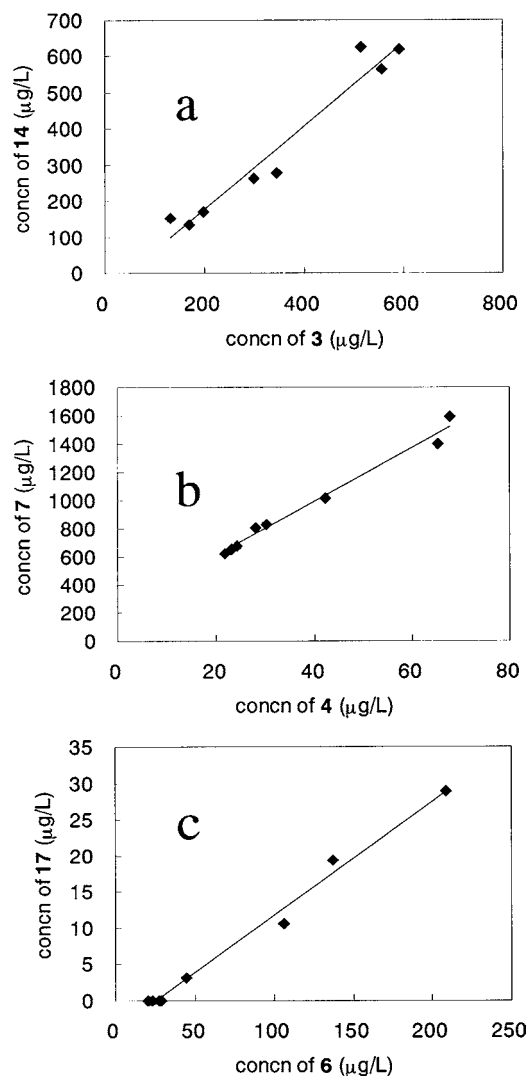 700
600
500
400
300
200
100
0
concn of 14 (µg/L)
a
0 200 400 600 800
concn of 3 (µg/L)
1800
1600
1400
1200
1000
800
600
400
200
0
concn of 7 (µg/L)
b
0 20 40 60 80
concn of 4 (µg/L)
35
30
25
20
15
10
5
0
concn of 17 (µg/L)
c
0 50 100 150 200 250
concn of 6 (µg/L)